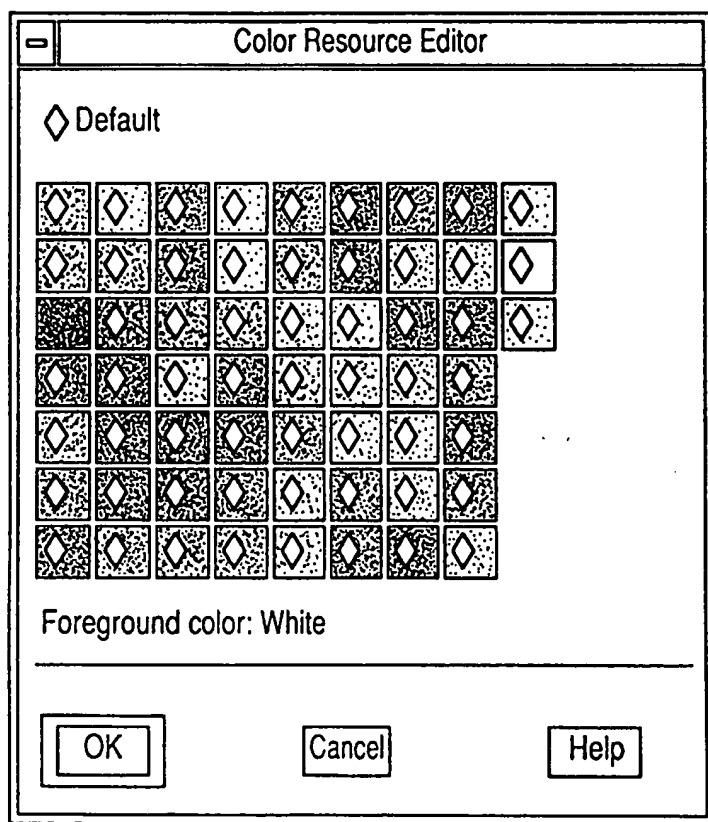 Color Resource Editor
Default
Foreground color: White
OK
Cancel
Help